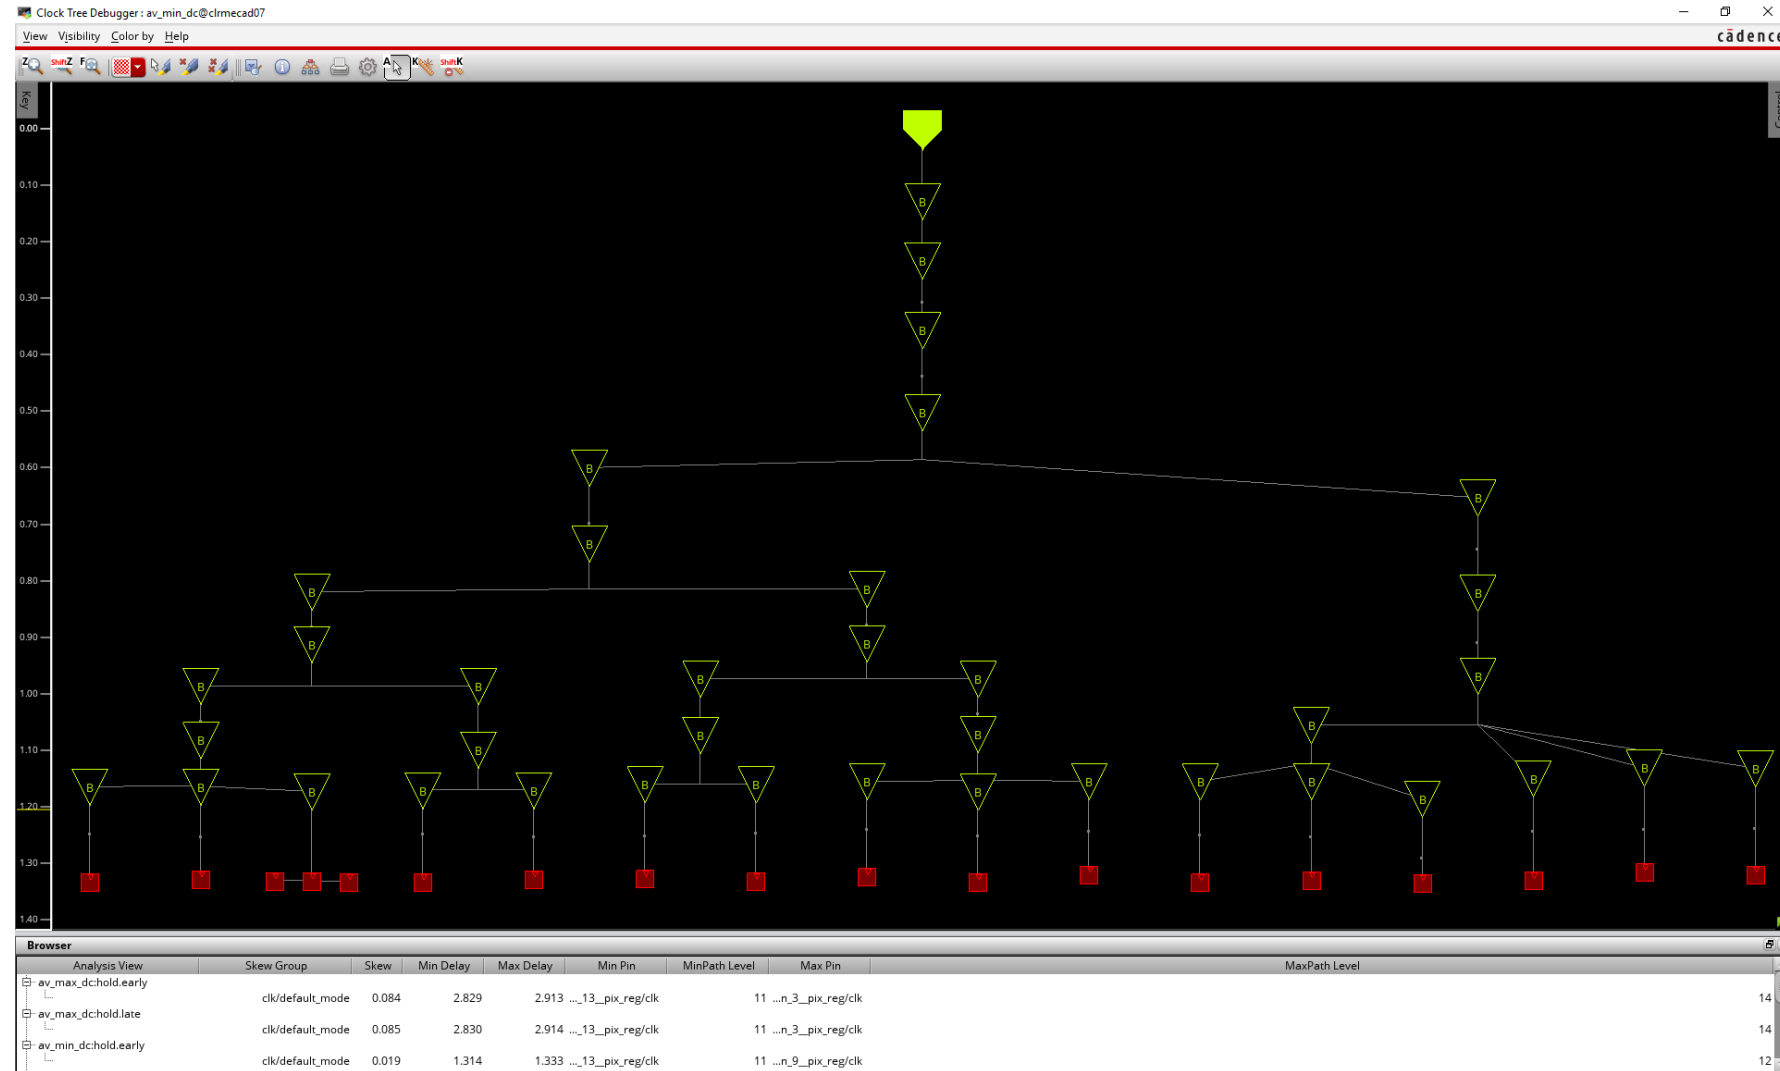 Clock Tree Debugger : av_min_dc@clrmecad07
View Visibility Color by Help
cādence
Z ShiftZ F A K ShiftK
Key
0.00
0.10
B
0.20
B
0.30
B
0.40
B
0.50
B
0.60
B
B
0.70
B
0.80
B B B
0.90
B B
B B B B B
1.00
B B B B B
1.10
B B B B B B B B B B B B B B B B
1.20
1.30
1.40
Browser
Analysis View Skew Group Skew Min Delay Max Delay Min Pin MinPath Level Max Pin MaxPath Level
av_max_dc:hold.early
clk/default_mode 0.084 2.829 2.913 ..._13__pix_reg/clk 11 ...n_3__pix_reg/clk 14
av_max_dc:hold.late
clk/default_mode 0.085 2.830 2.914 ..._13__pix_reg/clk 11 ...n_3__pix_reg/clk 14
av_min_dc:hold.early
clk/default_mode 0.019 1.314 1.333 ..._13__pix_reg/clk 11 ...n_9__pix_reg/clk 12